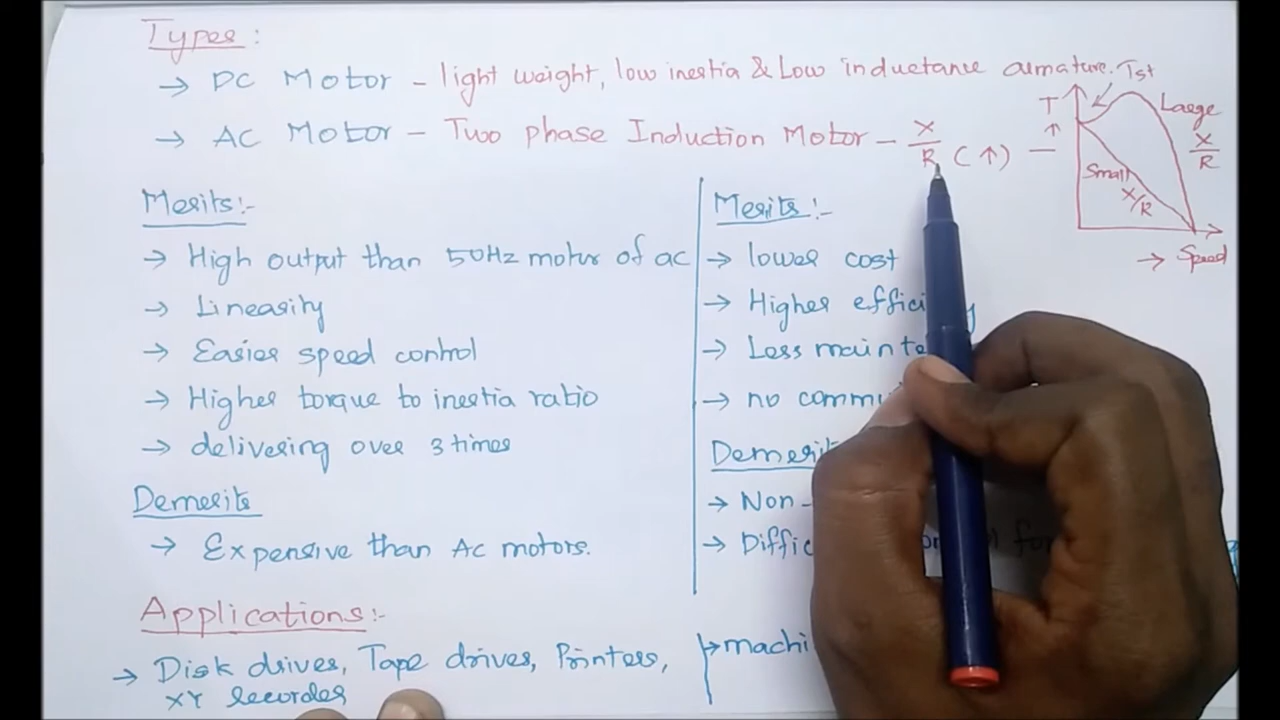 Types:
→ DC Motor - light weight, low inertia & Low inductance armature.
→ AC Motor - Two phase Induction Motor - X/R (↑) -
T ↑
Tst
Large X/R
Small X/R
→ Speed
Merits:-
→ High output than 50Hz motor of ac
→ Linearity
→ Easier speed control
→ Higher torque to inertia ratio
→ delivering over 3 times
Demerits
→ Expensive than AC motors.
Merits:-
→ lower cost
→ Higher effici
→ Less mainte
→ no comm
Demerit
→ Non-
→ Diffic
Applications:-
→ Disk drives, Tape drives, Printers,
XY recorder
→ machi